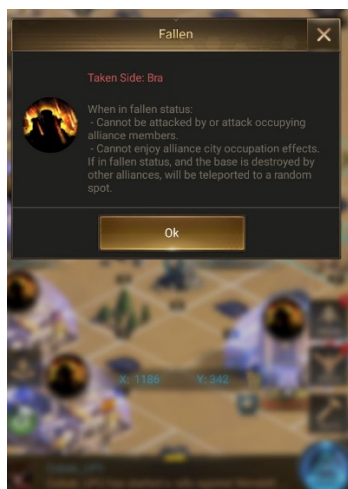 Fallen
Taken Side: Bra
When in fallen status:
- Cannot be attacked by or attack occupying
alliance members.
- Cannot enjoy alliance city occupation effects.
If in fallen status, and the base is destroyed by
other alliances, will be teleported to a random
spot.
Ok
X: 1186 Y: 342